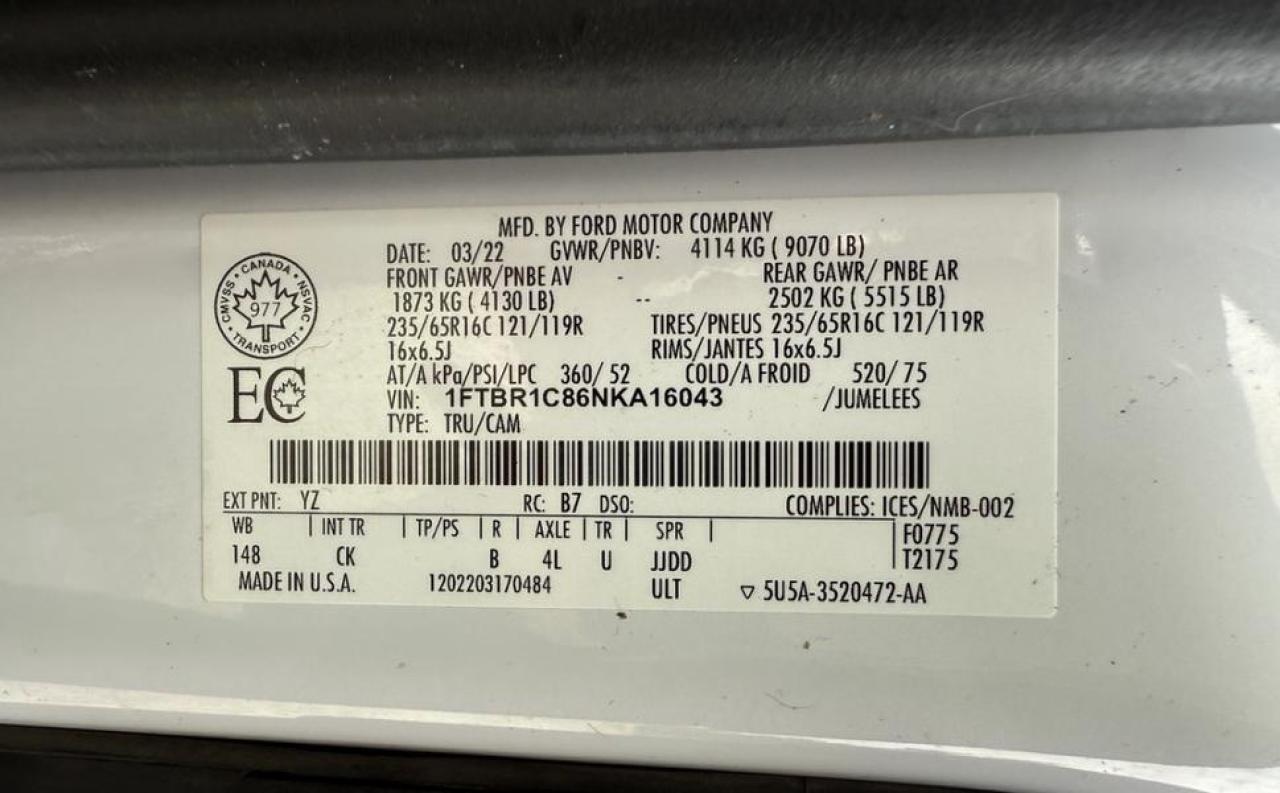 MFD. BY FORD MOTOR COMPANY
DATE: 03/22 GVWR/PNBV: 4114 KG ( 9070 LB)
FRONT GAWR/PNBE AV - REAR GAWR/ PNBE AR
1873 KG ( 4130 LB) -- 2502 KG ( 5515 LB)
235/65R16C 121/119R TIRES/PNEUS 235/65R16C 121/119R
16x6.5J RIMS/JANTES 16x6.5J
AT/A kPa/PSI/LPC 360/ 52 COLD/A FROID 520/ 75
VIN: 1FTBR1C86NKA16043 /JUMELEES
TYPE: TRU/CAM
CMVSS • CANADA • NSVAC • TRANSPORT •
977
EC
EXT PNT: YZ RC: B7 DSO: COMPLIES: ICES/NMB-002
WB | INT TR | TP/PS | R | AXLE | TR | SPR | F0775
148 CK B 4L U JJDD T2175
MADE IN U.S.A. 1202203170484 ULT ▽ 5U5A-3520472-AA